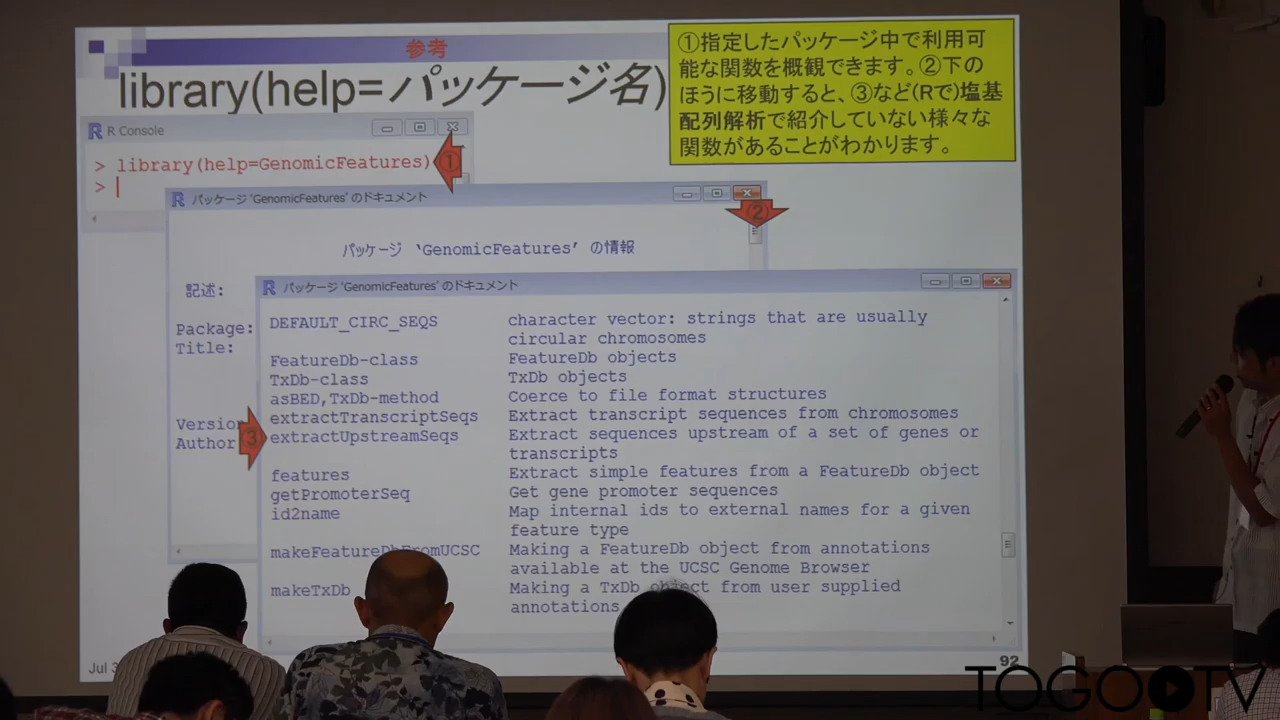 参考
library(help=パッケージ名)
①指定したパッケージ中で利用可
能な関数を概観できます。②下の
ほうに移動すると、③など(Rで)塩基
配列解析で紹介していない様々な
関数があることがわかります。
R Console
> library(help=GenomicFeatures)
①
>
パッケージ 'GenomicFeatures' のドキュメント
②
パッケージ ‘GenomicFeatures’ の情報
記述:
Package:
Title:
Version
Author
パッケージ 'GenomicFeatures' のドキュメント
DEFAULT_CIRC_SEQS character vector: strings that are usually
circular chromosomes
FeatureDb-class FeatureDb objects
TxDb-class TxDb objects
asBED,TxDb-method Coerce to file format structures
extractTranscriptSeqs Extract transcript sequences from chromosomes
③ extractUpstreamSeqs Extract sequences upstream of a set of genes or
transcripts
features Extract simple features from a FeatureDb object
getPromoterSeq Get gene promoter sequences
id2name Map internal ids to external names for a given
feature type
makeFeatureDbFromUCSC Making a FeatureDb object from annotations
available at the UCSC Genome Browser
makeTxDb Making a TxDb object from user supplied
annotations
Jul
92
TOGO TV